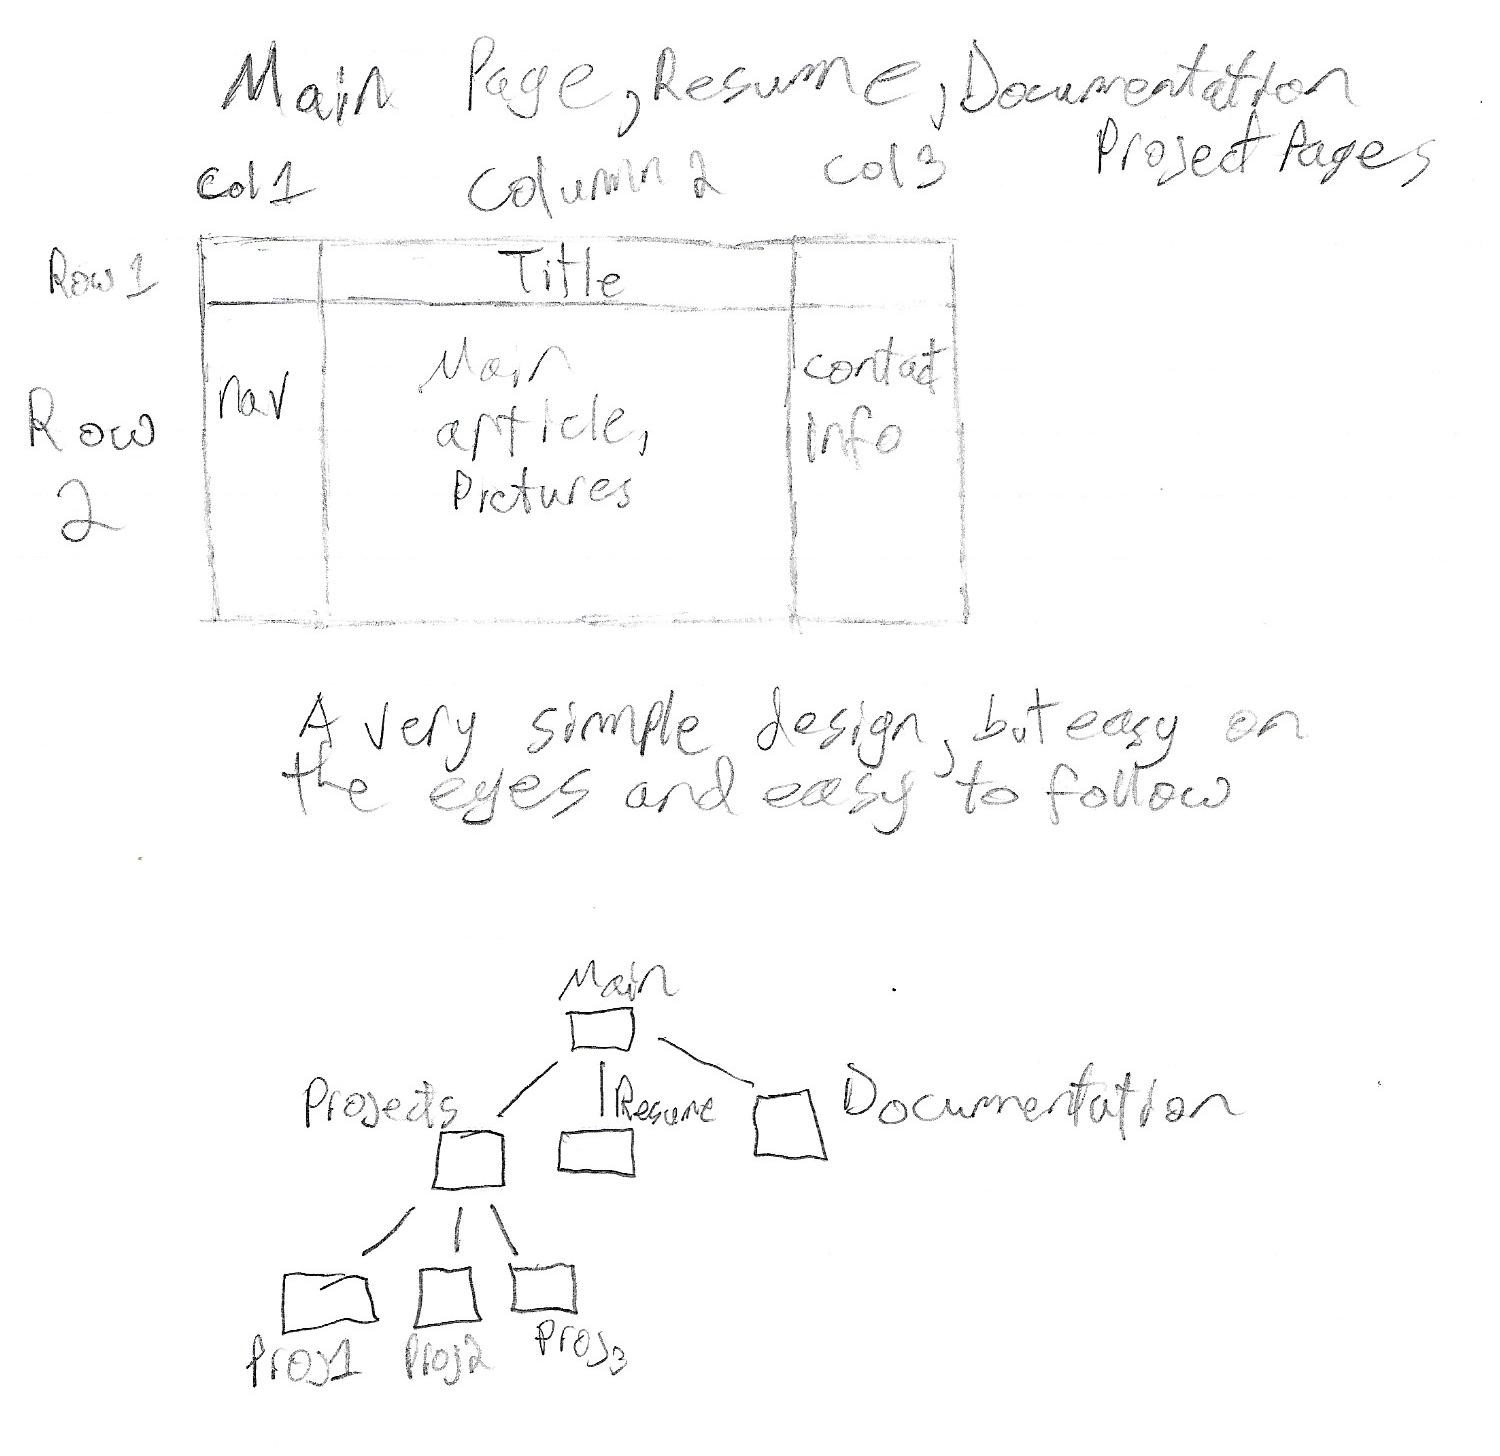 Main Page, Resume, Documentation
Project Pages
Col 1 Column 2 Col 3
Row 1 Title
nav Main article, Pictures
contact info
Row 2
A very simple design, but easy on
the eyes and easy to follow
Main
Projects Resume Documentation
Proj1 Proj2 Proj3